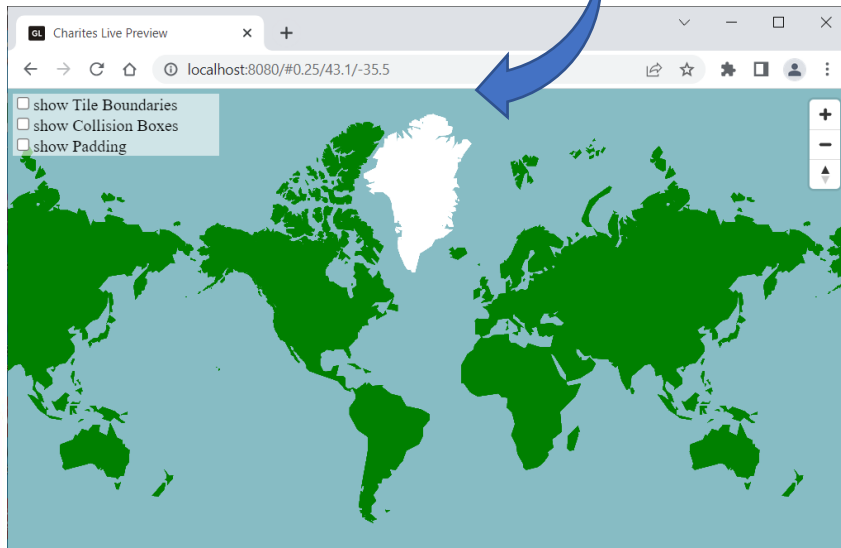 GL Charites Live Preview
localhost:8080/#0.25/43.1/-35.5
show Tile Boundaries
show Collision Boxes
show Padding